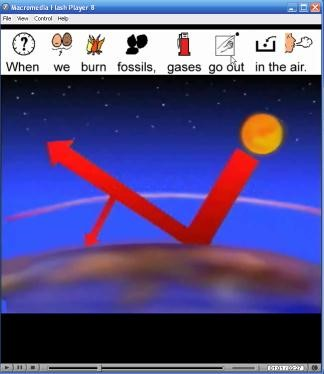 Macromedia Flash Player 8
File View Control Help
When we burn fossils, gases go out in the air.